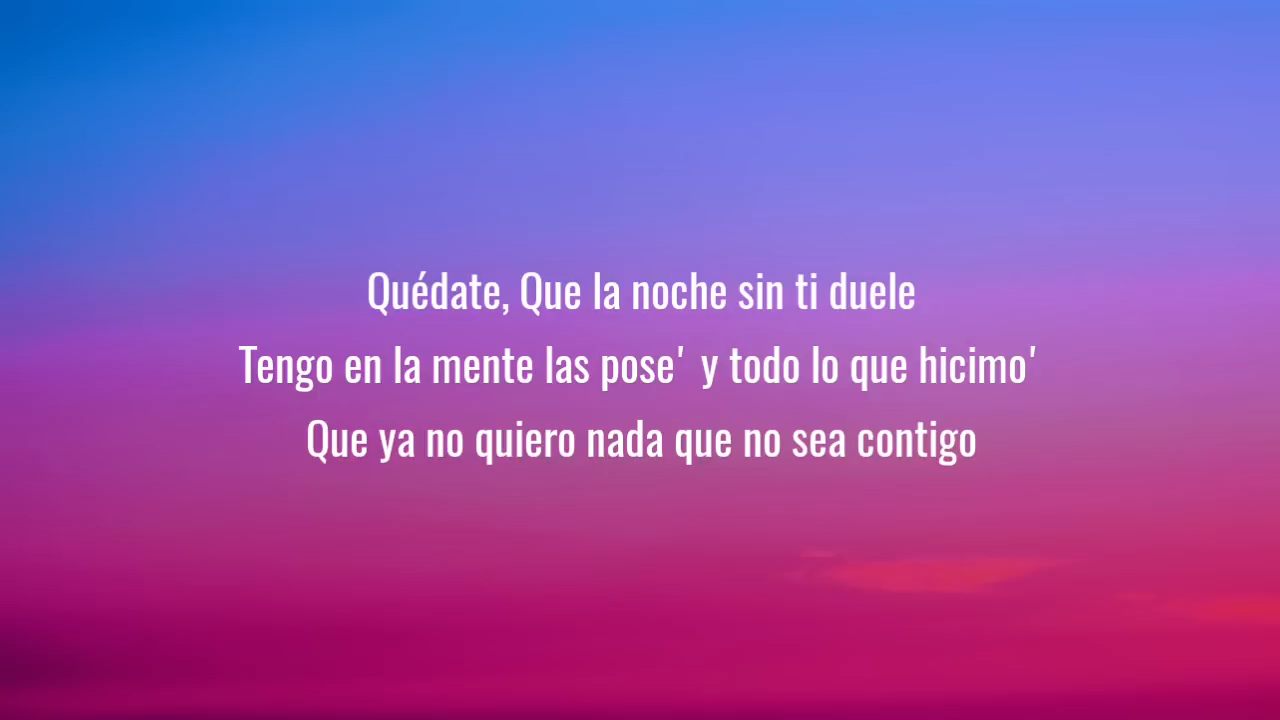 Quédate, Que la noche sin ti duele
Tengo en la mente las pose' y todo lo que hicimo'
Que ya no quiero nada que no sea contigo